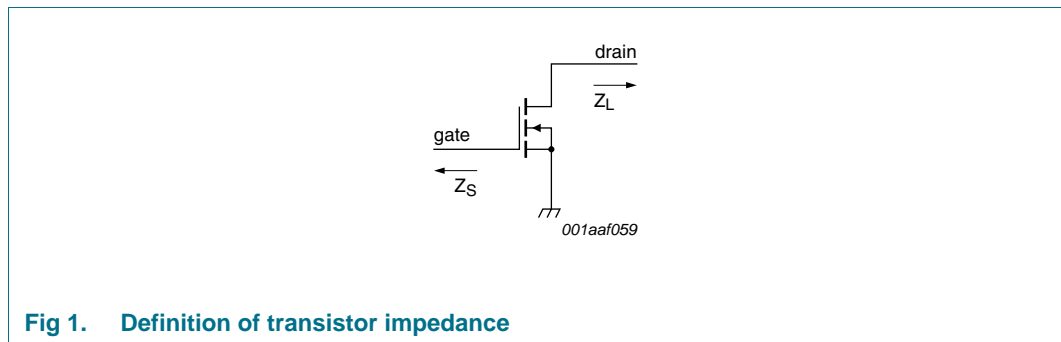 drain
Z_L
gate
Z_S
001aaf059
Fig 1. Definition of transistor impedance